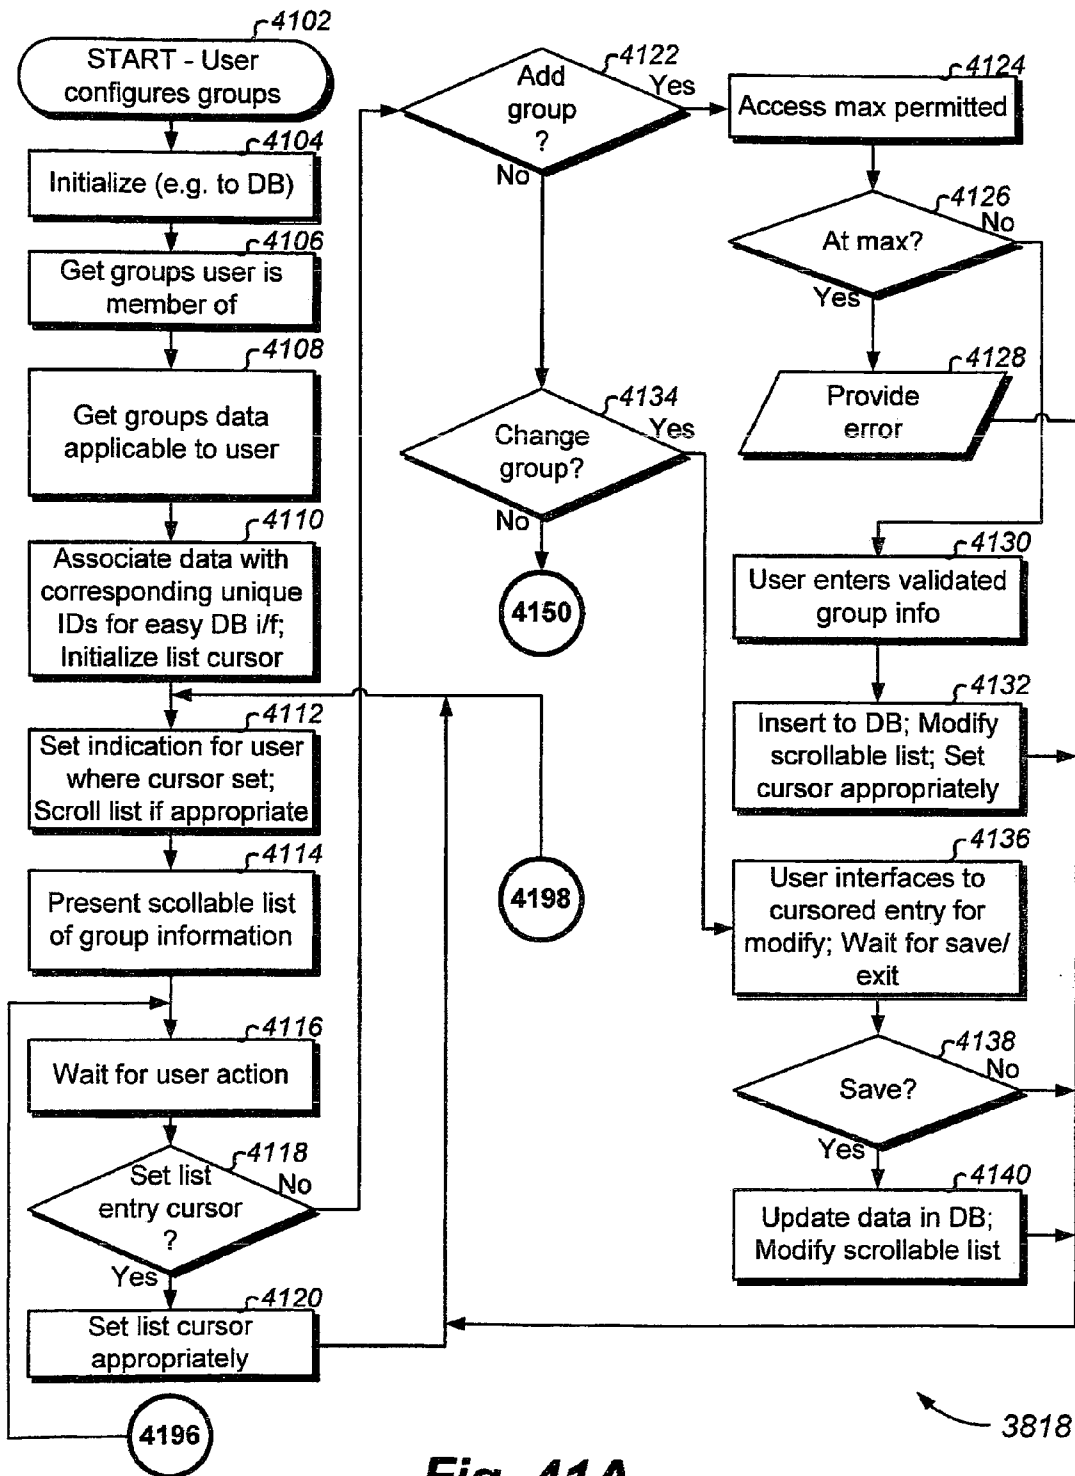 4102
START - User
configures groups
4104
Initialize (e.g. to DB)
4106
Get groups user is
member of
4108
Get groups data
applicable to user
4110
Associate data with
corresponding unique
IDs for easy DB i/f;
Initialize list cursor
4112
Set indication for user
where cursor set;
Scroll list if appropriate
4114
Present scollable list
of group information
4116
Wait for user action
4118
Set list
entry cursor
?
No
Yes
4120
Set list cursor
appropriately
4196
4122
Add
group
?
Yes
No
4134
Change
group?
Yes
No
4150
4198
4124
Access max permitted
4126
At max?
No
Yes
4128
Provide
error
4130
User enters validated
group info
4132
Insert to DB; Modify
scrollable list; Set
cursor appropriately
4136
User interfaces to
cursored entry for
modify; Wait for save/
exit
4138
Save?
No
Yes
4140
Update data in DB;
Modify scrollable list
3818
Fig. 41A